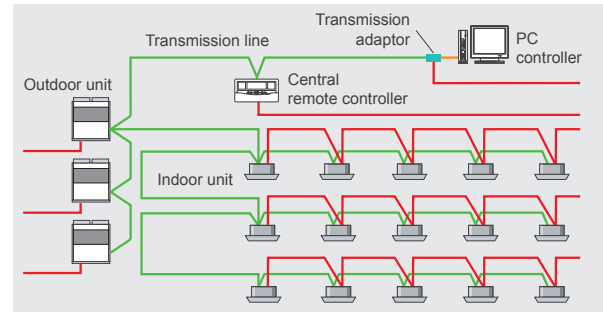 Transmission
adaptor
PC
controller
Transmission line
Central
remote controller
Outdoor unit
Indoor unit